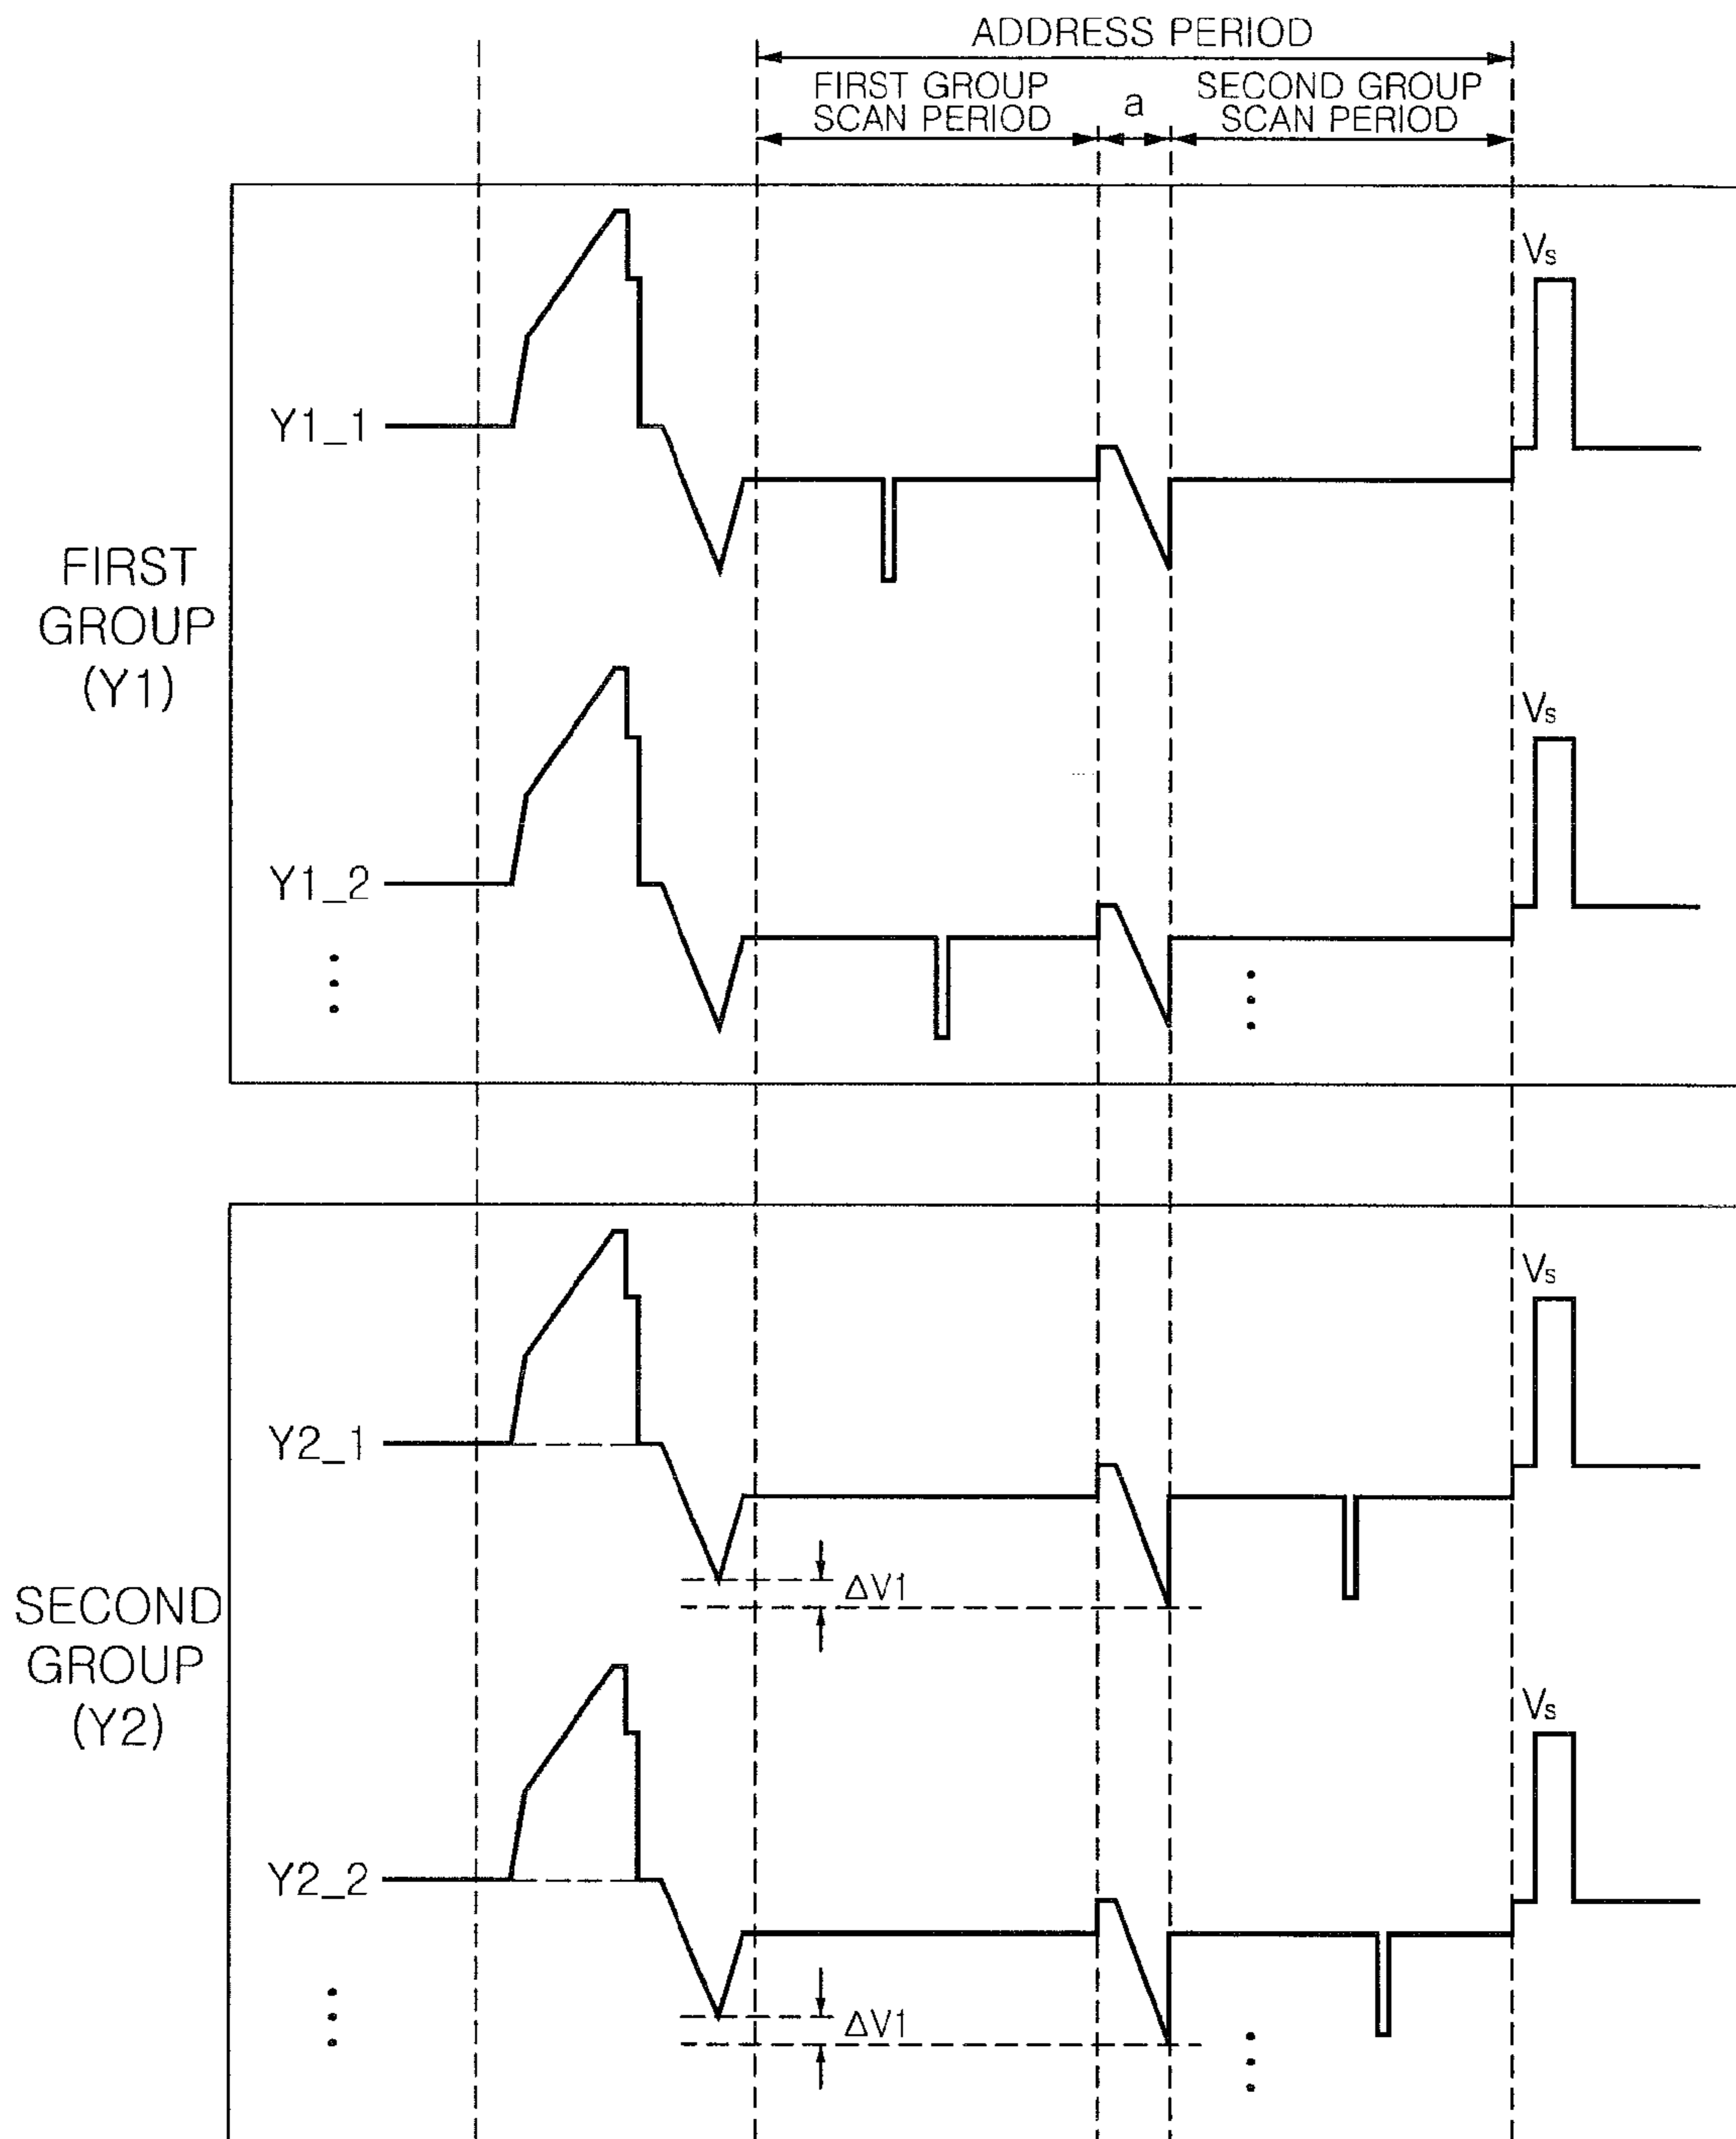 ADDRESS PERIOD
FIRST GROUP
SCAN PERIOD
a
SECOND GROUP
SCAN PERIOD
Vs
Y1_1
FIRST
GROUP
(Y1)
Vs
Y1_2
Vs
Y2_1
ΔV1
SECOND
GROUP
(Y2)
Vs
Y2_2
ΔV1